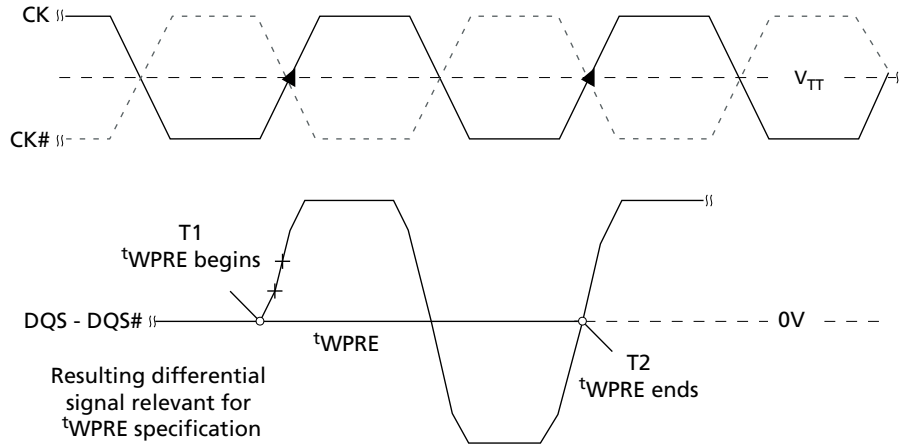 CK
V_TT
CK#
T1
tWPRE begins
DQS - DQS#
0V
tWPRE
T2
tWPRE ends
Resulting differential
signal relevant for
tWPRE specification